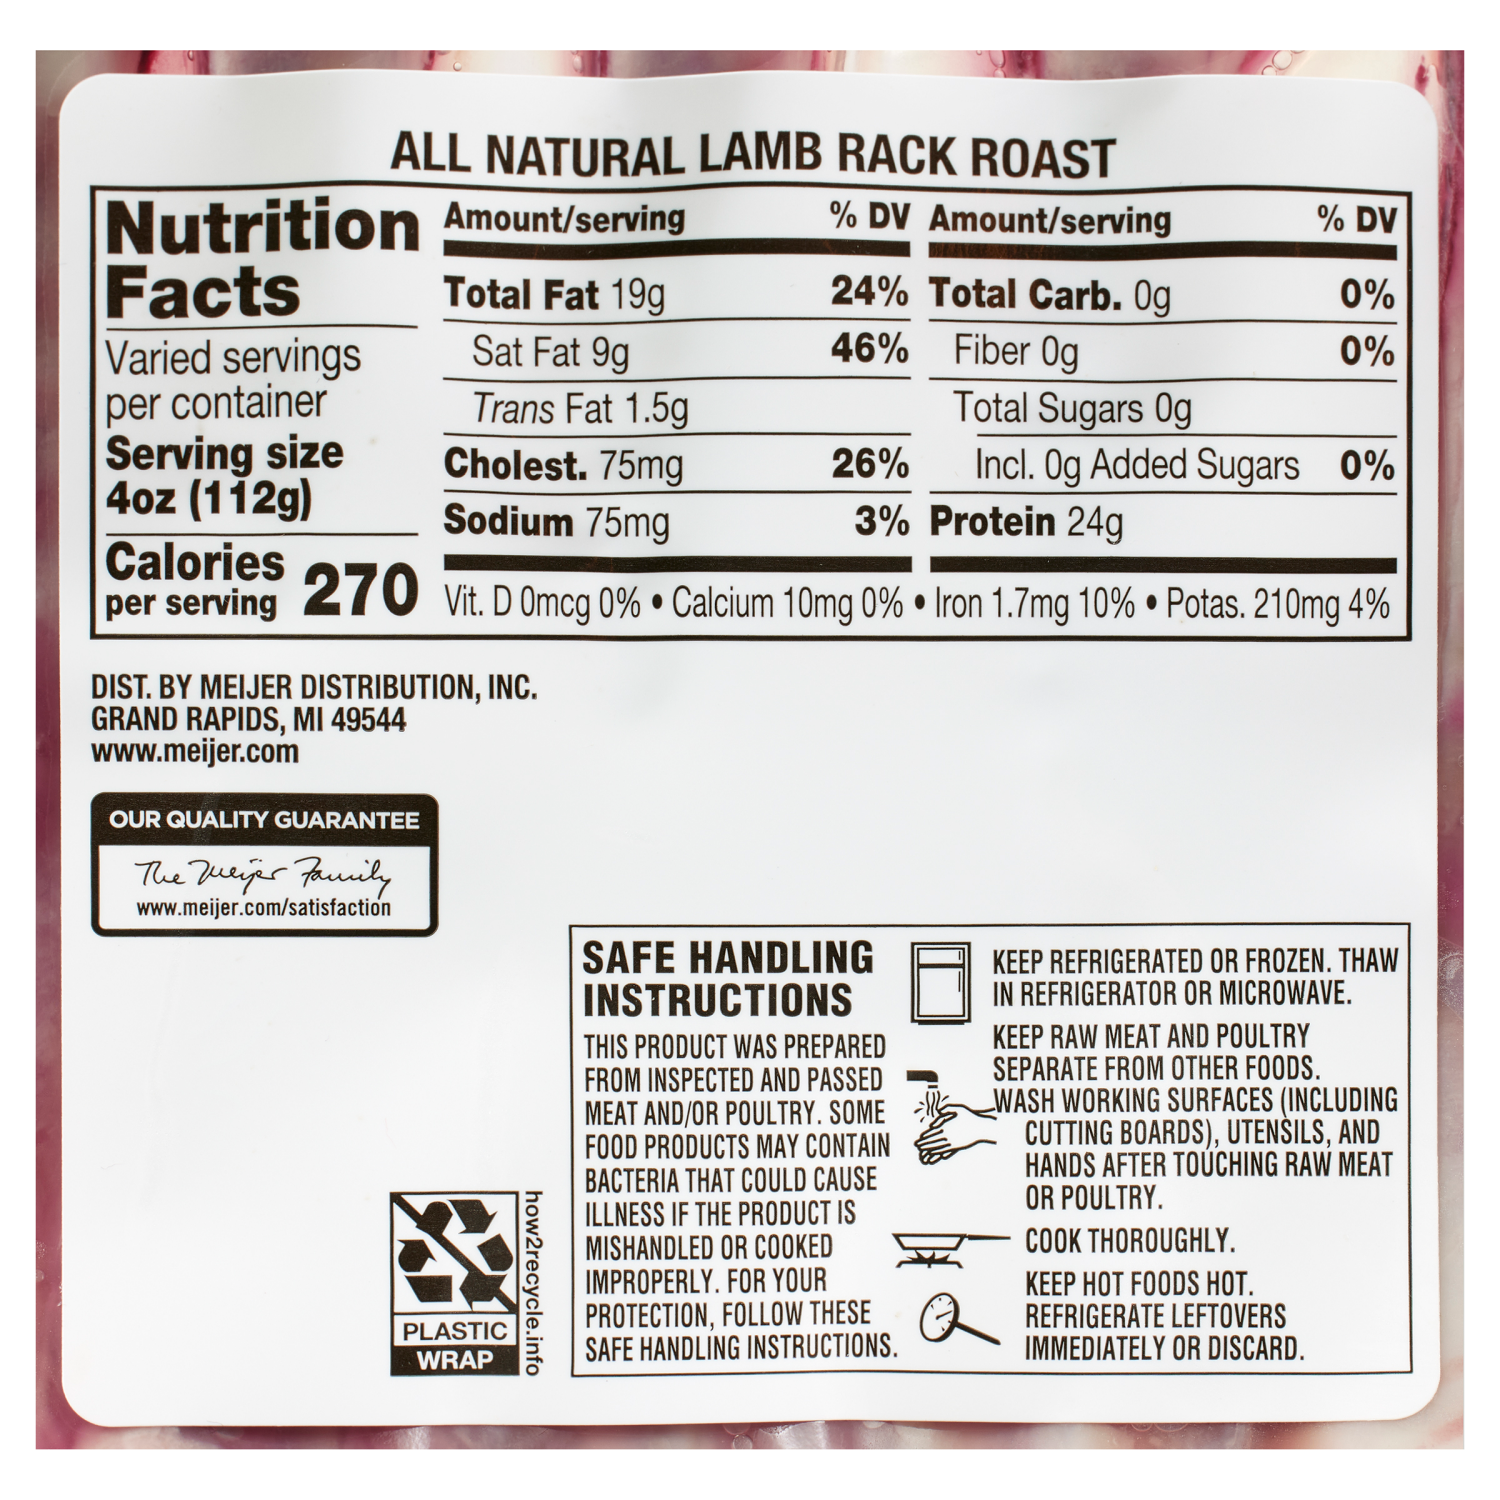 ALL NATURAL LAMB RACK ROAST
Nutrition
Facts
Varied servings
per container
Serving size
4oz (112g)
Calories
per serving 270
Amount/serving % DV
Total Fat 19g 24%
Sat Fat 9g 46%
Trans Fat 1.5g
Cholest. 75mg 26%
Sodium 75mg 3%
Amount/serving % DV
Total Carb. 0g 0%
Fiber 0g 0%
Total Sugars 0g
Incl. 0g Added Sugars 0%
Protein 24g
Vit. D 0mcg 0% • Calcium 10mg 0% • Iron 1.7mg 10% • Potas. 210mg 4%
DIST. BY MEIJER DISTRIBUTION, INC.
GRAND RAPIDS, MI 49544
www.meijer.com
OUR QUALITY GUARANTEE
The Meijer Family
www.meijer.com/satisfaction
PLASTIC
WRAP
how2recycle.info
SAFE HANDLING
INSTRUCTIONS
THIS PRODUCT WAS PREPARED
FROM INSPECTED AND PASSED
MEAT AND/OR POULTRY. SOME
FOOD PRODUCTS MAY CONTAIN
BACTERIA THAT COULD CAUSE
ILLNESS IF THE PRODUCT IS
MISHANDLED OR COOKED
IMPROPERLY. FOR YOUR
PROTECTION, FOLLOW THESE
SAFE HANDLING INSTRUCTIONS.
KEEP REFRIGERATED OR FROZEN. THAW
IN REFRIGERATOR OR MICROWAVE.
KEEP RAW MEAT AND POULTRY
SEPARATE FROM OTHER FOODS.
WASH WORKING SURFACES (INCLUDING
CUTTING BOARDS), UTENSILS, AND
HANDS AFTER TOUCHING RAW MEAT
OR POULTRY.
COOK THOROUGHLY.
KEEP HOT FOODS HOT.
REFRIGERATE LEFTOVERS
IMMEDIATELY OR DISCARD.